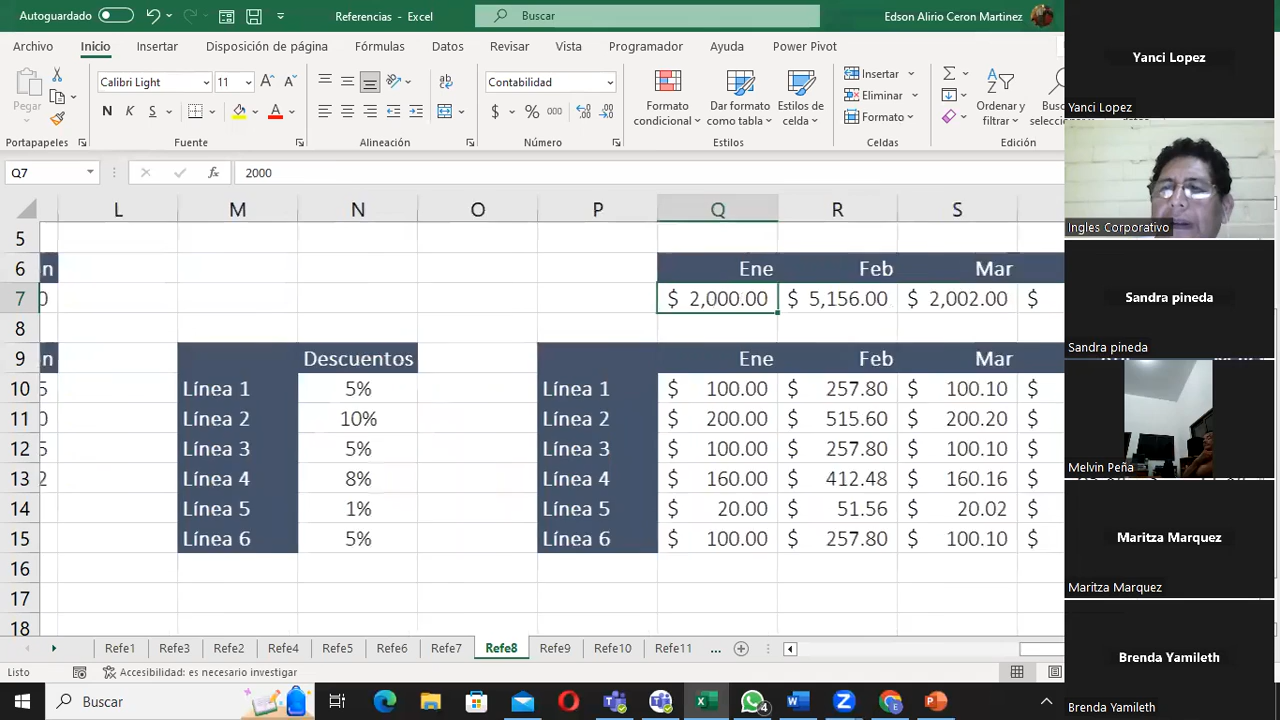 Autoguardado
Referencias - Excel
Buscar
Edson Alirio Ceron Martinez
Archivo Inicio Insertar Disposición de página Fórmulas Datos Revisar Vista Programador Ayuda Power Pivot
Pegar
Portapapeles
Calibri Light 11
N K S
Fuente
Alineación
Contabilidad
$ % 000
Número
Formato condicional
Dar formato como tabla
Estilos de celda
Estilos
Insertar
Eliminar
Formato
Celdas
Ordenar y filtrar
Edición
Q7 fx 2000
L M N O P Q R S
5
6 n Ene Feb Mar
7 0 $ 2,000.00 $ 5,156.00 $ 2,002.00 $
8
9 n Descuentos Ene Feb Mar
10 5 Línea 1 5% Línea 1 $ 100.00 $ 257.80 $ 100.10 $
11 0 Línea 2 10% Línea 2 $ 200.00 $ 515.60 $ 200.20 $
12 5 Línea 3 5% Línea 3 $ 100.00 $ 257.80 $ 100.10 $
13 2 Línea 4 8% Línea 4 $ 160.00 $ 412.48 $ 160.16 $
14 Línea 5 1% Línea 5 $ 20.00 $ 51.56 $ 20.02 $
15 Línea 6 5% Línea 6 $ 100.00 $ 257.80 $ 100.10 $
16
17
18
Refe1 Refe3 Refe2 Refe4 Refe5 Refe6 Refe7 Refe8 Refe9 Refe10 Refe11 ...
Listo Accesibilidad: es necesario investigar
Buscar
4
Yanci Lopez
Yanci Lopez
Ingles Corporativo
Sandra pineda
Sandra pineda
Melvin Peña
Maritza Marquez
Maritza Marquez
Brenda Yamileth
Brenda Yamileth